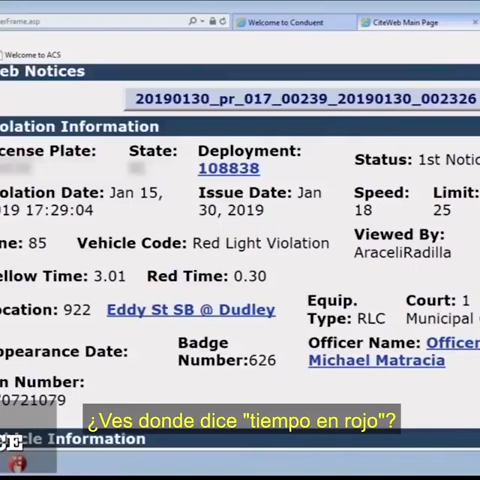 erFrame.asp
Welcome to Conduent
CiteWeb Main Page
Welcome to ACS
eb Notices
20190130_pr_017_00239_20190130_002326
olation Information
cense Plate:
State:
Deployment:
108838
Status: 1st Notic
olation Date: Jan 15,
019 17:29:04
Issue Date: Jan
30, 2019
Speed:
18
Limit:
25
ne: 85
Vehicle Code: Red Light Violation
Viewed By:
AraceliRadilla
ellow Time: 3.01
Red Time: 0.30
ocation: 922
Eddy St SB @ Dudley
Equip.
Type: RLC
Court: 1
Municipal
ppearance Date:
Badge
Number:626
Officer Name: Officer
Michael Matracia
n Number:
70721079
¿Ves donde dice "tiempo en rojo"?
hicle Information